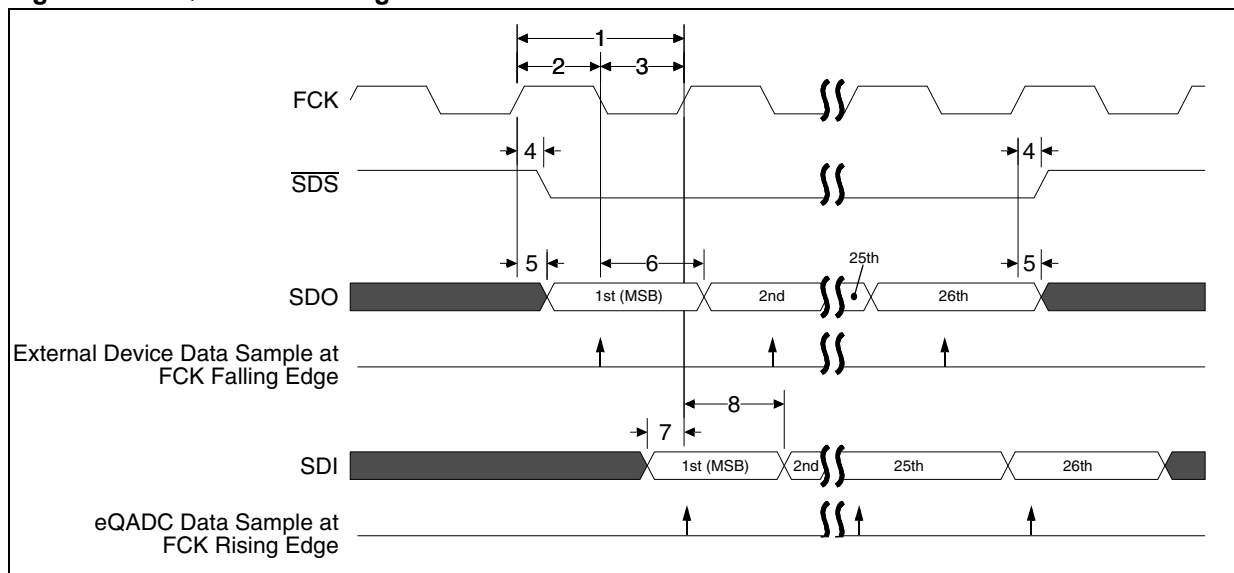 1
2 3
FCK
4 4
SDS
5 6 25th 5
SDO 1st (MSB) 2nd 26th
External Device Data Sample at
FCK Falling Edge
8
7
SDI 1st (MSB) 2nd 25th 26th
eQADC Data Sample at
FCK Rising Edge